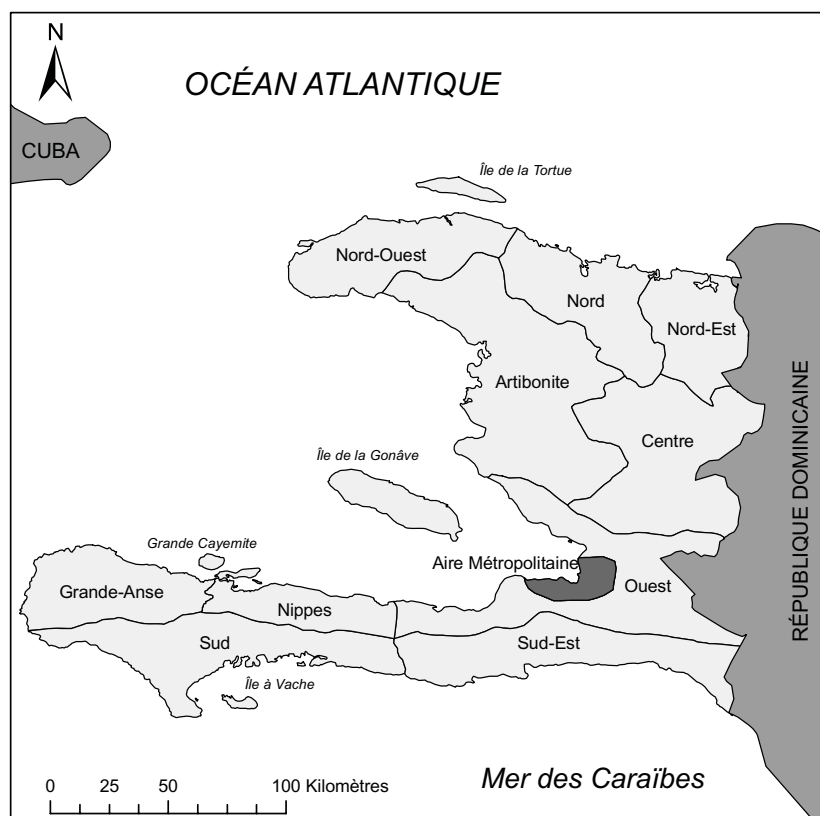 N
OCÉAN ATLANTIQUE
CUBA
Île de la Tortue
Nord-Ouest
Nord
Nord-Est
Artibonite
RÉPUBLIQUE DOMINICAINE
Centre
Île de la Gonâve
Grande Cayemite
Aire Métropolitaine
Ouest
Grande-Anse
Nippes
Sud
Sud-Est
Île à Vache
Mer des Caraïbes
0 25 50 100 Kilomètres